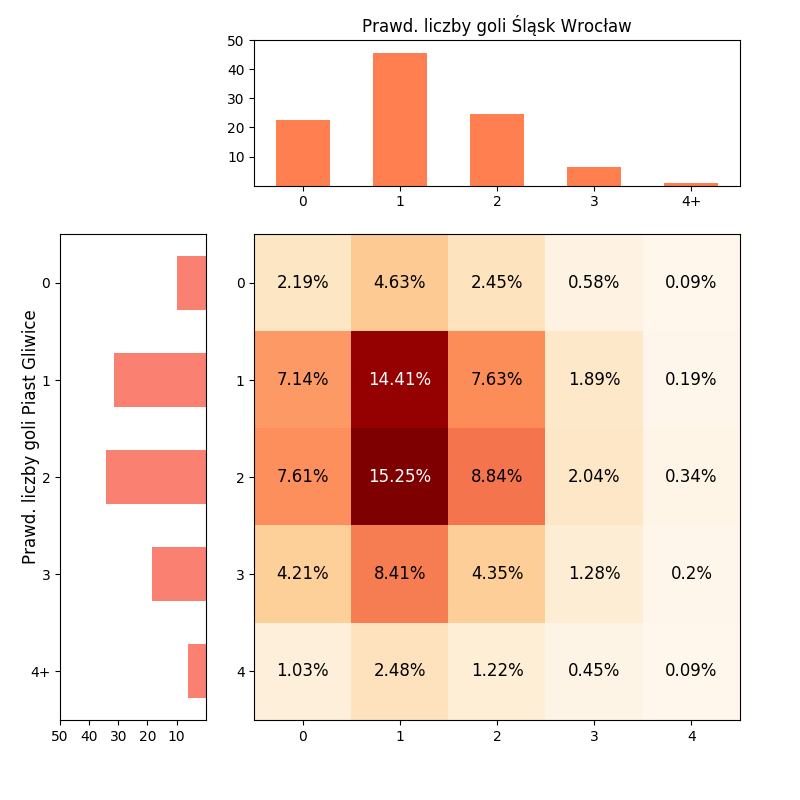 Prawd. liczby goli Śląsk Wrocław
50
40
30
20
10
0 1 2 3 4+
Prawd. liczby goli Piast Gliwice
0
1
2
3
4+
50 40 30 20 10
0 2.19% 4.63% 2.45% 0.58% 0.09%
1 7.14% 14.41% 7.63% 1.89% 0.19%
2 7.61% 15.25% 8.84% 2.04% 0.34%
3 4.21% 8.41% 4.35% 1.28% 0.2%
4 1.03% 2.48% 1.22% 0.45% 0.09%
0 1 2 3 4